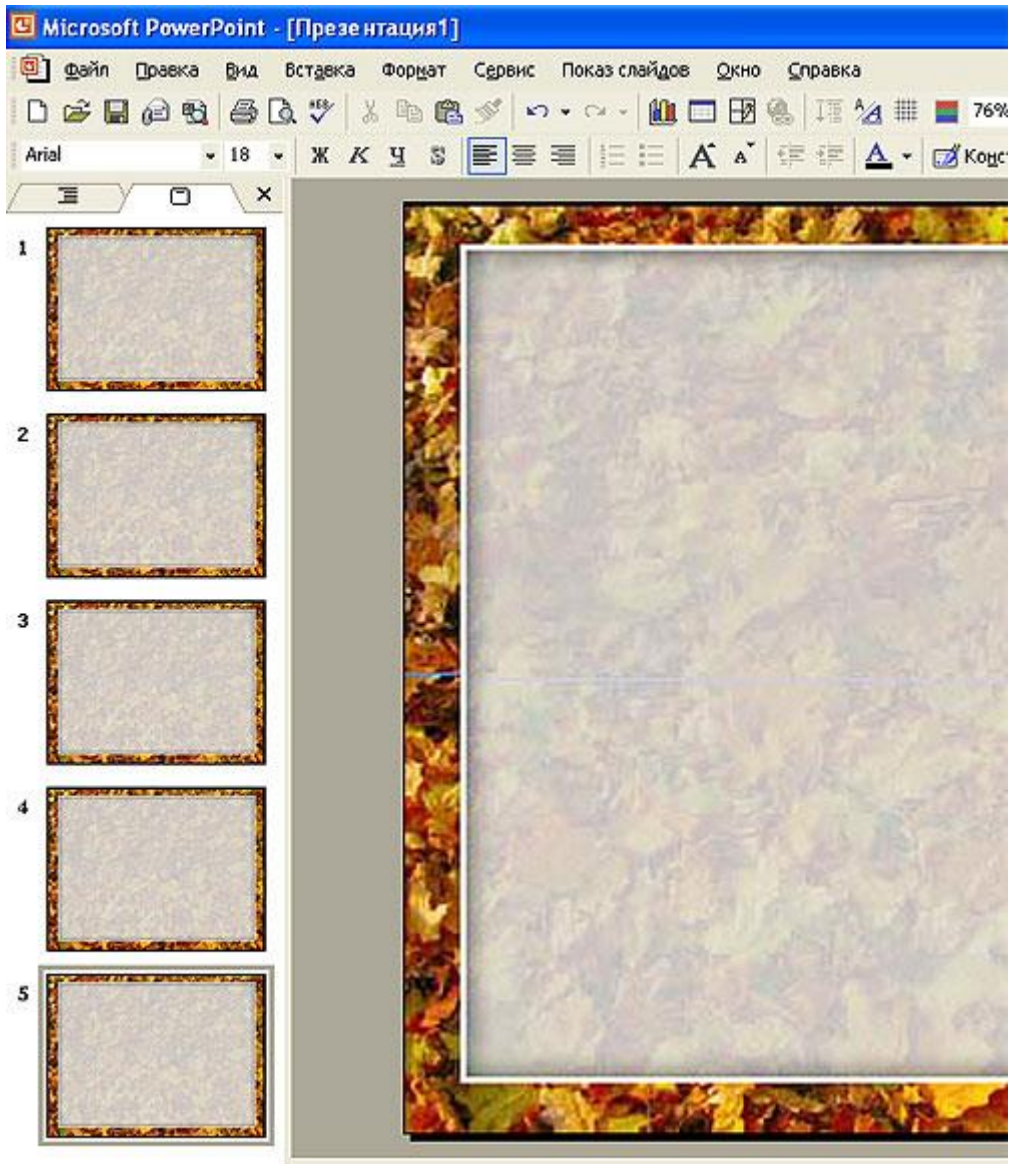 Microsoft PowerPoint - [Презентация1]
Файл Правка Вид Вставка Формат Сервис Показ слайдов Окно Справка
76%
Arial 18 Ж К Ч S A A A Конс
1
2
3
4
5